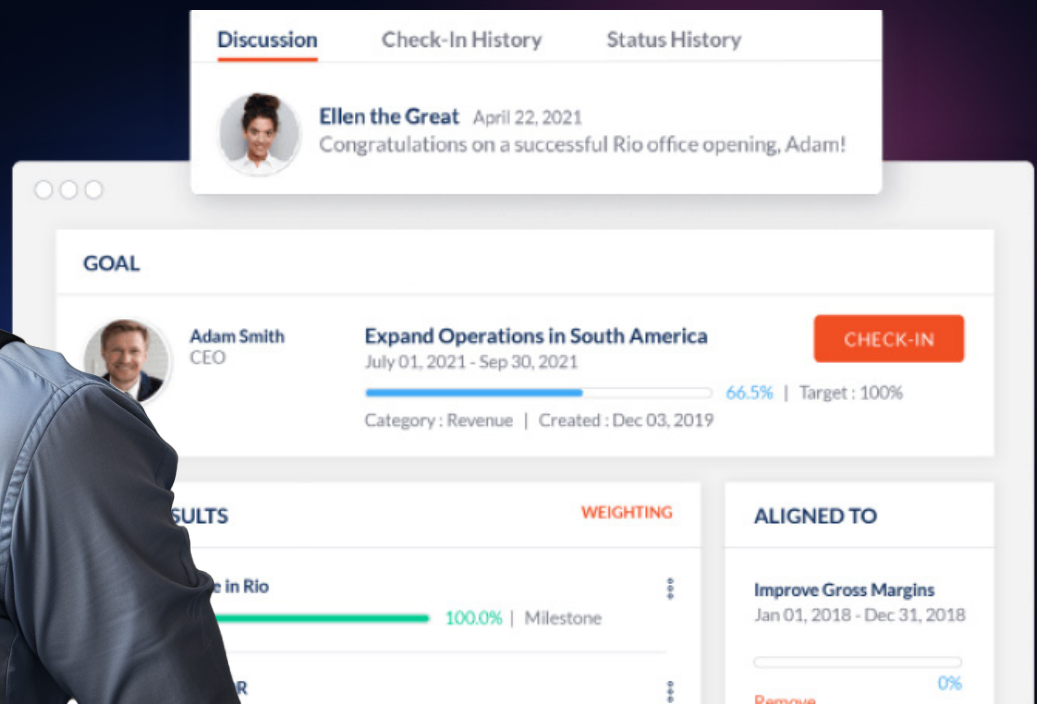 Discussion Check-In History Status History
Ellen the Great April 22, 2021
Congratulations on a successful Rio office opening, Adam!
GOAL
Adam Smith
CEO
Expand Operations in South America
July 01, 2021 - Sep 30, 2021
66.5% | Target : 100%
Category : Revenue | Created : Dec 03, 2019
CHECK-IN
SULTS WEIGHTING
e in Rio
100.0% | Milestone
R
ALIGNED TO
Improve Gross Margins
Jan 01, 2018 - Dec 31, 2018
0%
Remove